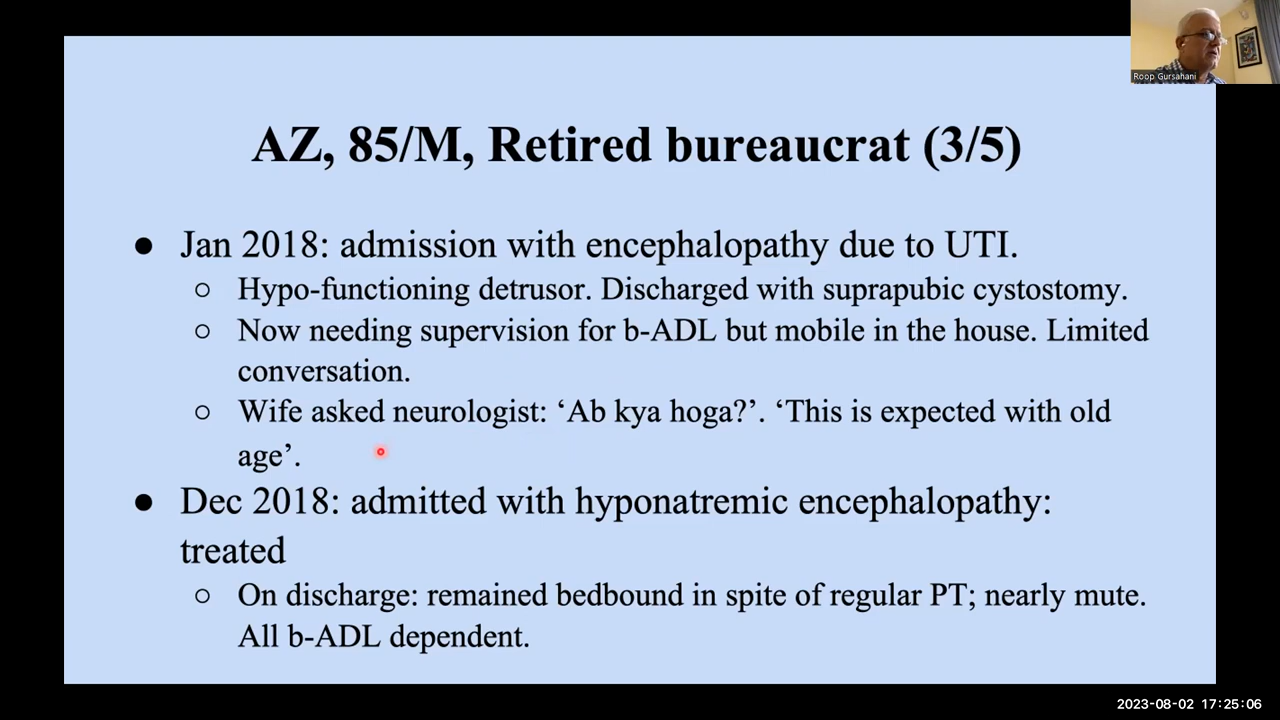 Roop Gursahani
AZ, 85/M, Retired bureaucrat (3/5)
● Jan 2018: admission with encephalopathy due to UTI.
○ Hypo-functioning detrusor. Discharged with suprapubic cystostomy.
○ Now needing supervision for b-ADL but mobile in the house. Limited
conversation.
○ Wife asked neurologist: ‘Ab kya hoga?’. ‘This is expected with old
age’.
● Dec 2018: admitted with hyponatremic encephalopathy:
treated
○ On discharge: remained bedbound in spite of regular PT; nearly mute.
All b-ADL dependent.
2023-08-02 17:25:06